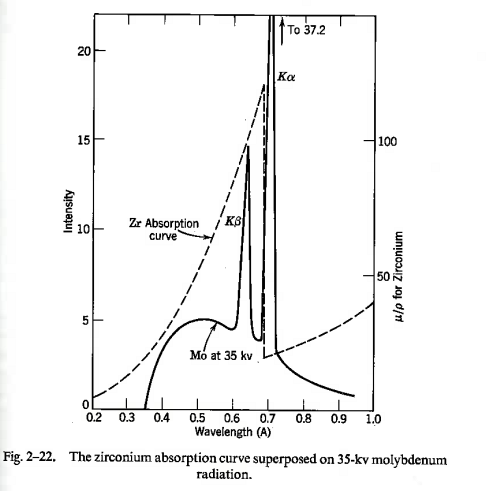 To 37.2
20
Kα
15
100
Intensity
Zr Absorption
curve
Kβ
10
μ/ρ for Zirconium
50
5
Mo at 35 kv
0
0.2 0.3 0.4 0.5 0.6 0.7 0.8 0.9 1.0
Wavelength (A)
Fig. 2–22. The zirconium absorption curve superposed on 35-kv molybdenum
radiation.